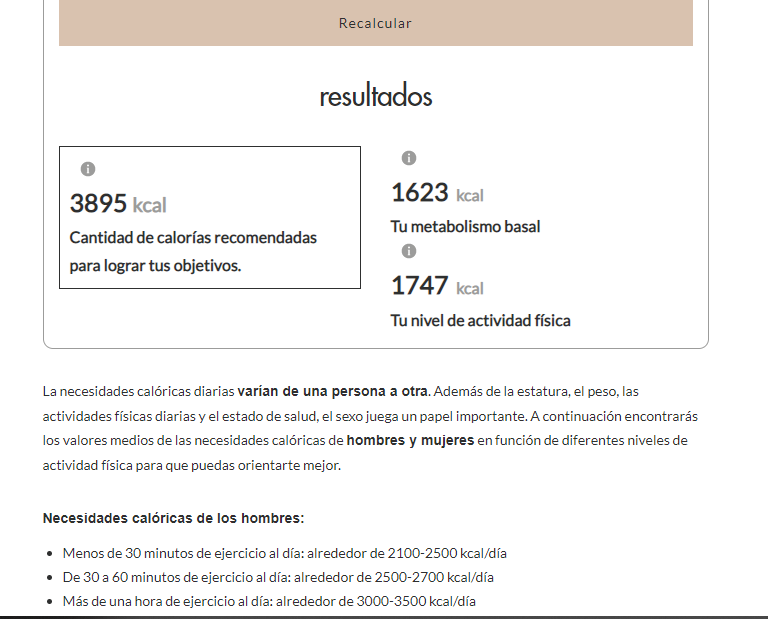 Recalcular
resultados
3895 kcal
Cantidad de calorías recomendadas
para lograr tus objetivos.
1623 kcal
Tu metabolismo basal
1747 kcal
Tu nivel de actividad física
La necesidades calóricas diarias varían de una persona a otra. Además de la estatura, el peso, las
actividades físicas diarias y el estado de salud, el sexo juega un papel importante. A continuación encontrarás
los valores medios de las necesidades calóricas de hombres y mujeres en función de diferentes niveles de
actividad física para que puedas orientarte mejor.
Necesidades calóricas de los hombres:
• Menos de 30 minutos de ejercicio al día: alrededor de 2100-2500 kcal/día
• De 30 a 60 minutos de ejercicio al día: alrededor de 2500-2700 kcal/día
• Más de una hora de ejercicio al día: alrededor de 3000-3500 kcal/día